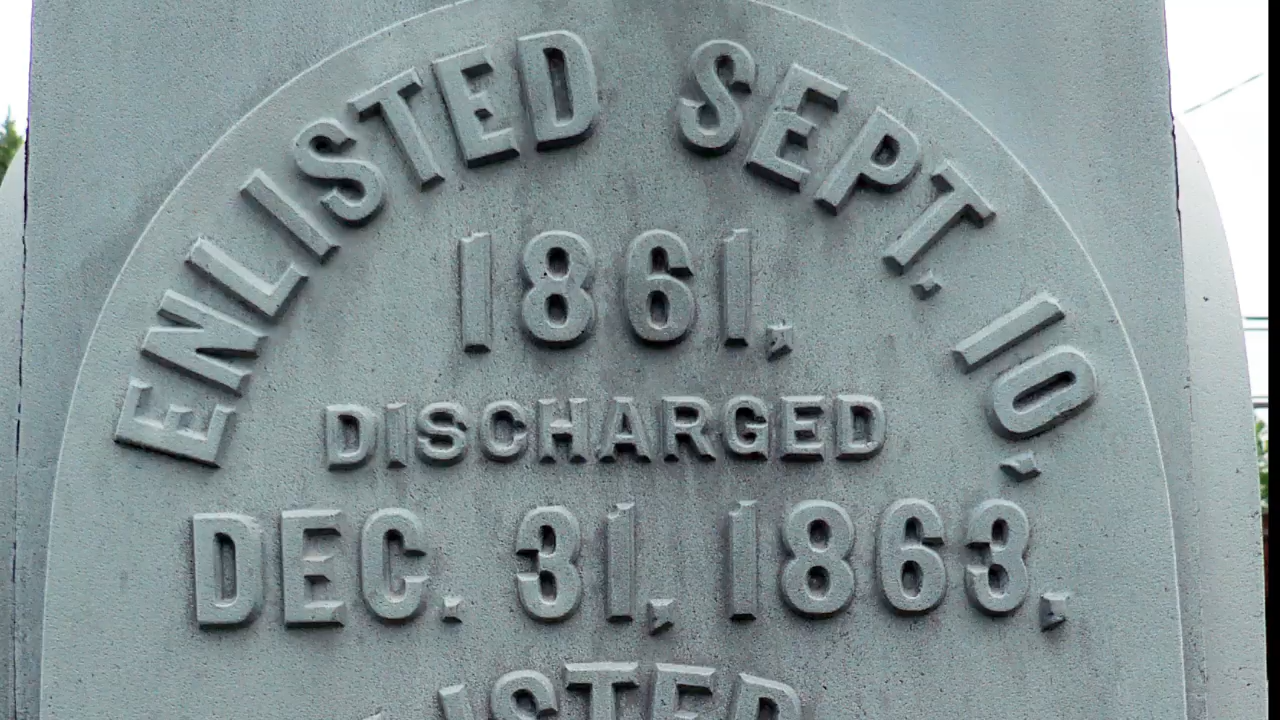 ENLISTED SEPT. 10,
1861,
DISCHARGED
DEC. 31, 1863,